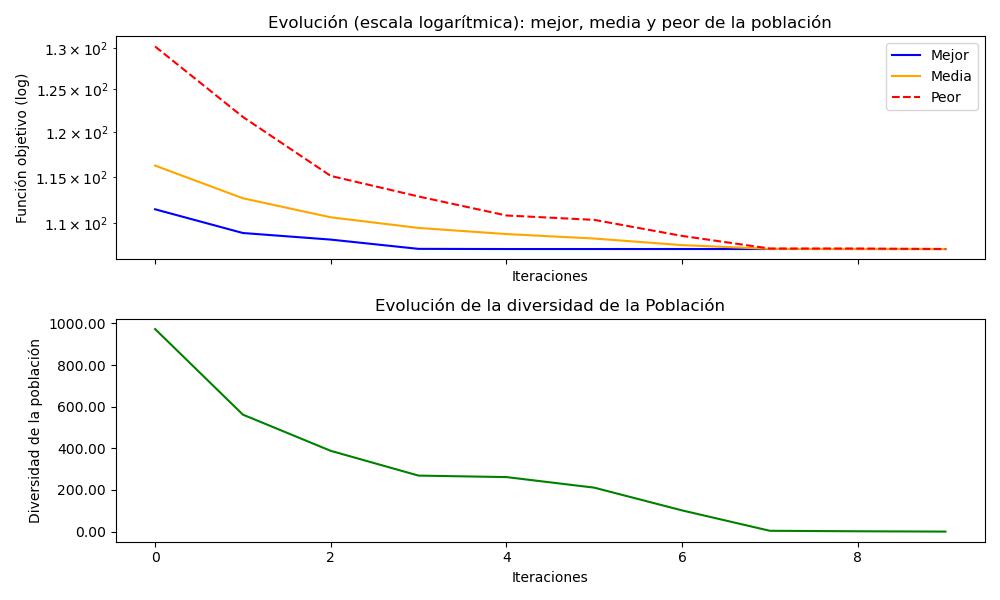 Evolución (escala logarítmica): mejor, media y peor de la población
Función objetivo (log)
1.3 × 10²
1.25 × 10²
1.2 × 10²
1.15 × 10²
1.1 × 10²
Mejor
Media
Peor
Iteraciones
Evolución de la diversidad de la Población
Diversidad de la población
1000.00
800.00
600.00
400.00
200.00
0.00
0 2 4 6 8
Iteraciones